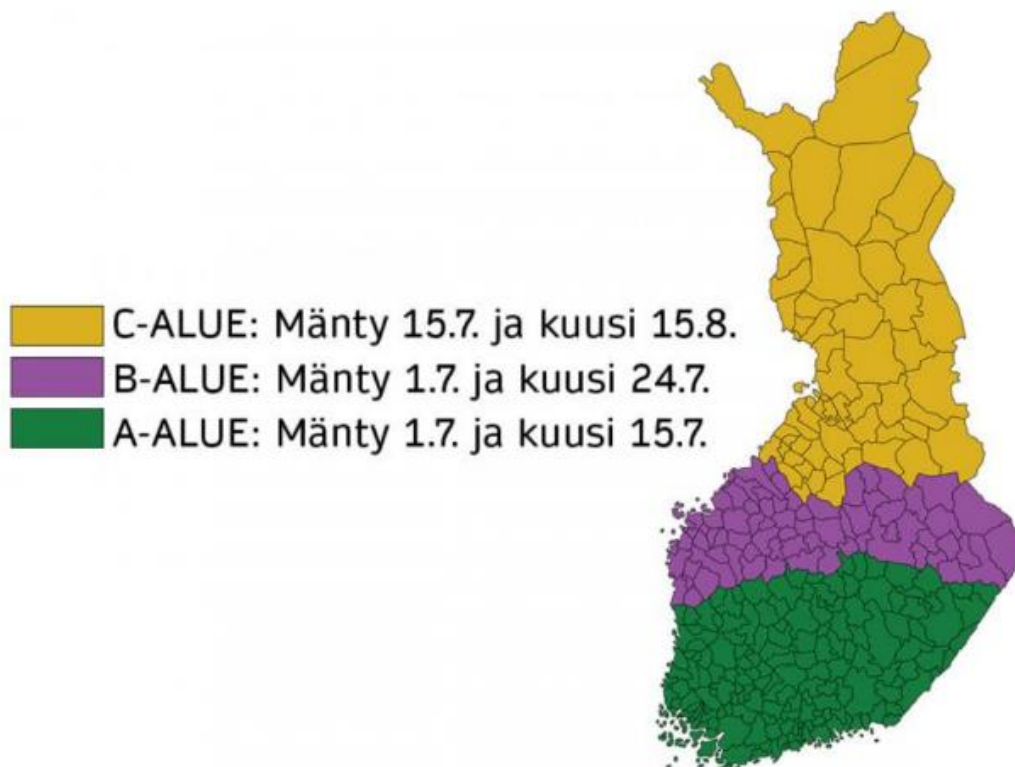 C-ALUE: Mänty 15.7. ja kuusi 15.8.
B-ALUE: Mänty 1.7. ja kuusi 24.7.
A-ALUE: Mänty 1.7. ja kuusi 15.7.